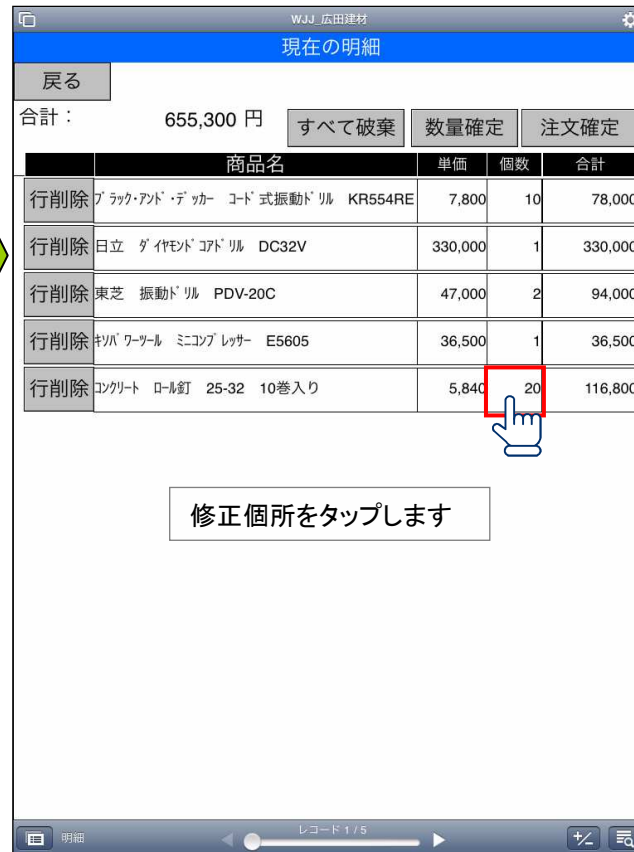 WJJ_広田建材
現在の明細
戻る
合計： 655,300 円 すべて破棄 数量確定 注文確定
商品名 単価 個数 合計
行削除 ﾌﾞﾗｯｸ・ｱﾝﾄﾞ・ﾃﾞｯｶｰ ｺｰﾄﾞ式振動ﾄﾞﾘﾙ KR554RE 7,800 10 78,000
行削除 日立 ﾀﾞｲﾔﾓﾝﾄﾞｺｱﾄﾞﾘﾙ DC32V 330,000 1 330,000
行削除 東芝 振動ﾄﾞﾘﾙ PDV-20C 47,000 2 94,000
行削除 ｷｿﾊﾟﾜｰﾂｰﾙ ﾐﾆｺﾝﾌﾟﾚｯｻｰ E5605 36,500 1 36,500
行削除 ｺﾝｸﾘｰﾄ ﾛｰﾙ釘 25-32 10巻入り 5,840 20 116,800
修正個所をタップします
明細 レコード 1 / 5